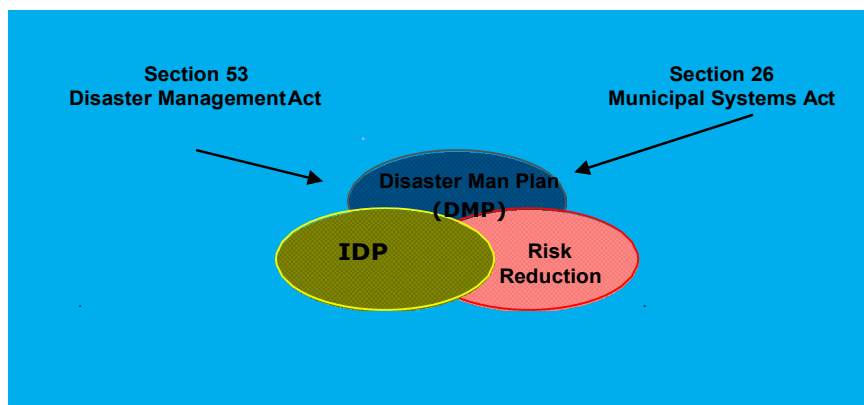 Section 53
Disaster ManagementAct
Section 26
Municipal Systems Act
Disaster Man Plan
(DMP)
IDP
Risk
Reduction